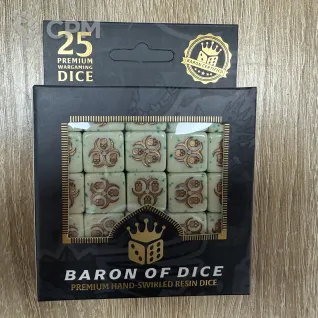 CPM
25
PREMIUM
WARGAMING
DICE
BARON OF DICE
PREMIUM HAND-SWIRLED RESIN DICE